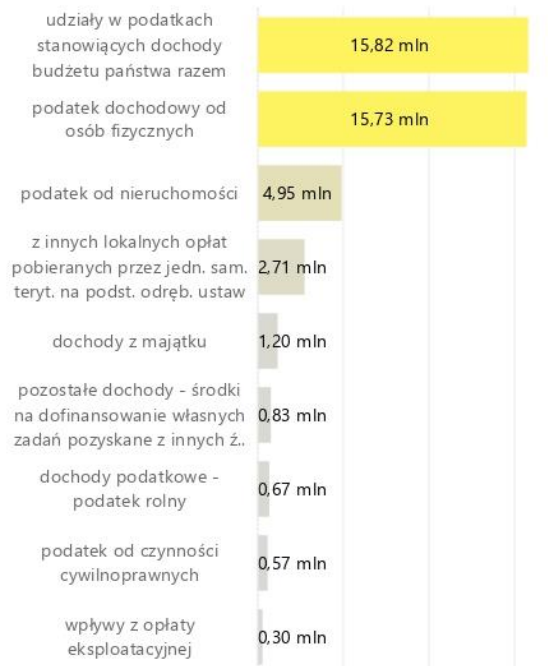 udziały w podatkach
stanowiących dochody
budżetu państwa razem
15,82 mln
podatek dochodowy od
osób fizycznych
15,73 mln
podatek od nieruchomości
4,95 mln
z innych lokalnych opłat
pobieranych przez jedn. sam.
teryt. na podst. odręb. ustaw
2,71 mln
dochody z majątku
1,20 mln
pozostałe dochody - środki
na dofinansowanie własnych
zadań pozyskane z innych ź..
0,83 mln
dochody podatkowe -
podatek rolny
0,67 mln
podatek od czynności
cywilnoprawnych
0,57 mln
wpływy z opłaty
eksploatacyjnej
0,30 mln